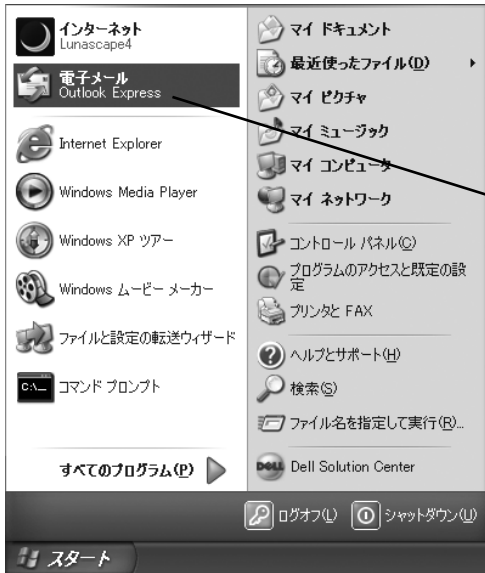 インターネット
Lunascape4
電子メール
Outlook Express
Internet Explorer
Windows Media Player
Windows XP ツアー
Windows ムービー メーカー
ファイルと設定の転送ウィザード
C:\_
コマンド プロンプト
すべてのプログラム(P)
マイ ドキュメント
最近使ったファイル(D)
マイ ピクチャ
マイ ミュージック
マイ コンピュータ
マイ ネットワーク
コントロール パネル(C)
プログラムのアクセスと既定の設
定
プリンタと FAX
ヘルプとサポート(H)
検索(S)
ファイル名を指定して実行(R)...
DELL
Dell Solution Center
ログオフ(L)
シャットダウン(U)
スタート